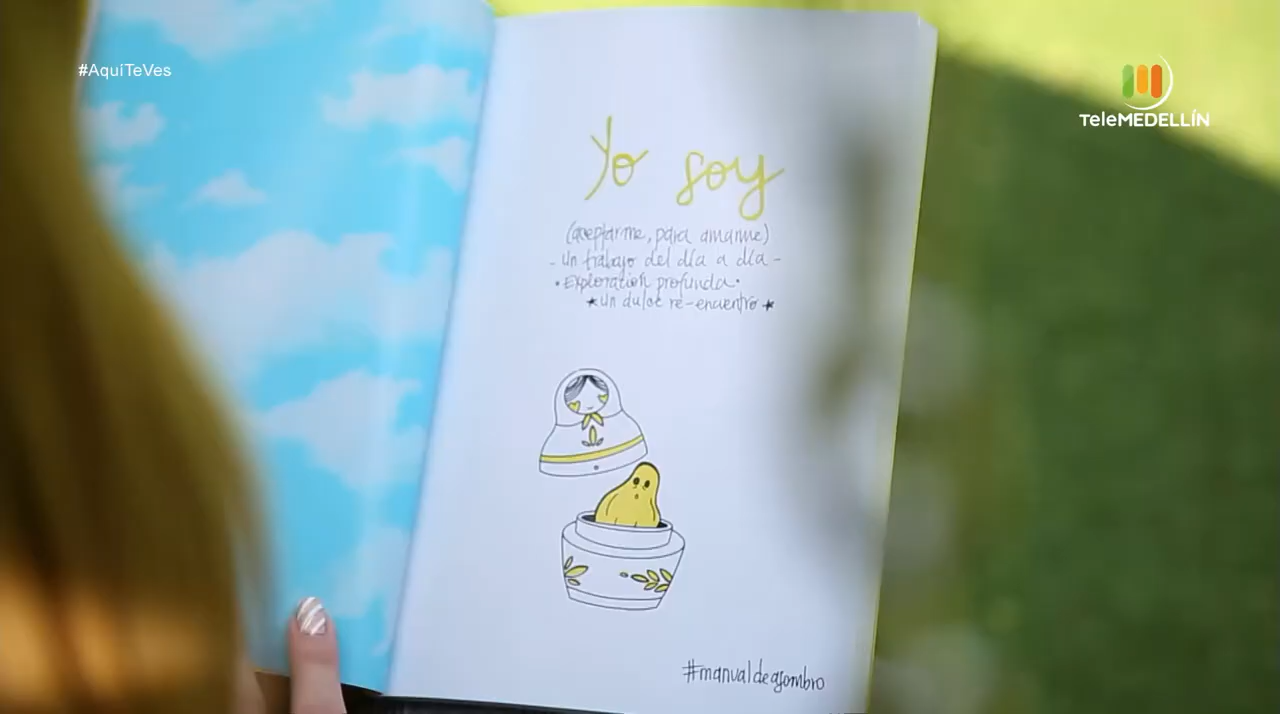 #AquíTeVes
TeleMEDELLÍN
Yo soy
(aceptarme, para amarme)
- Un trabajo del día a día -
• Exploración profunda •
★ Un dulce re-encuentro ★
#manualdeasombro